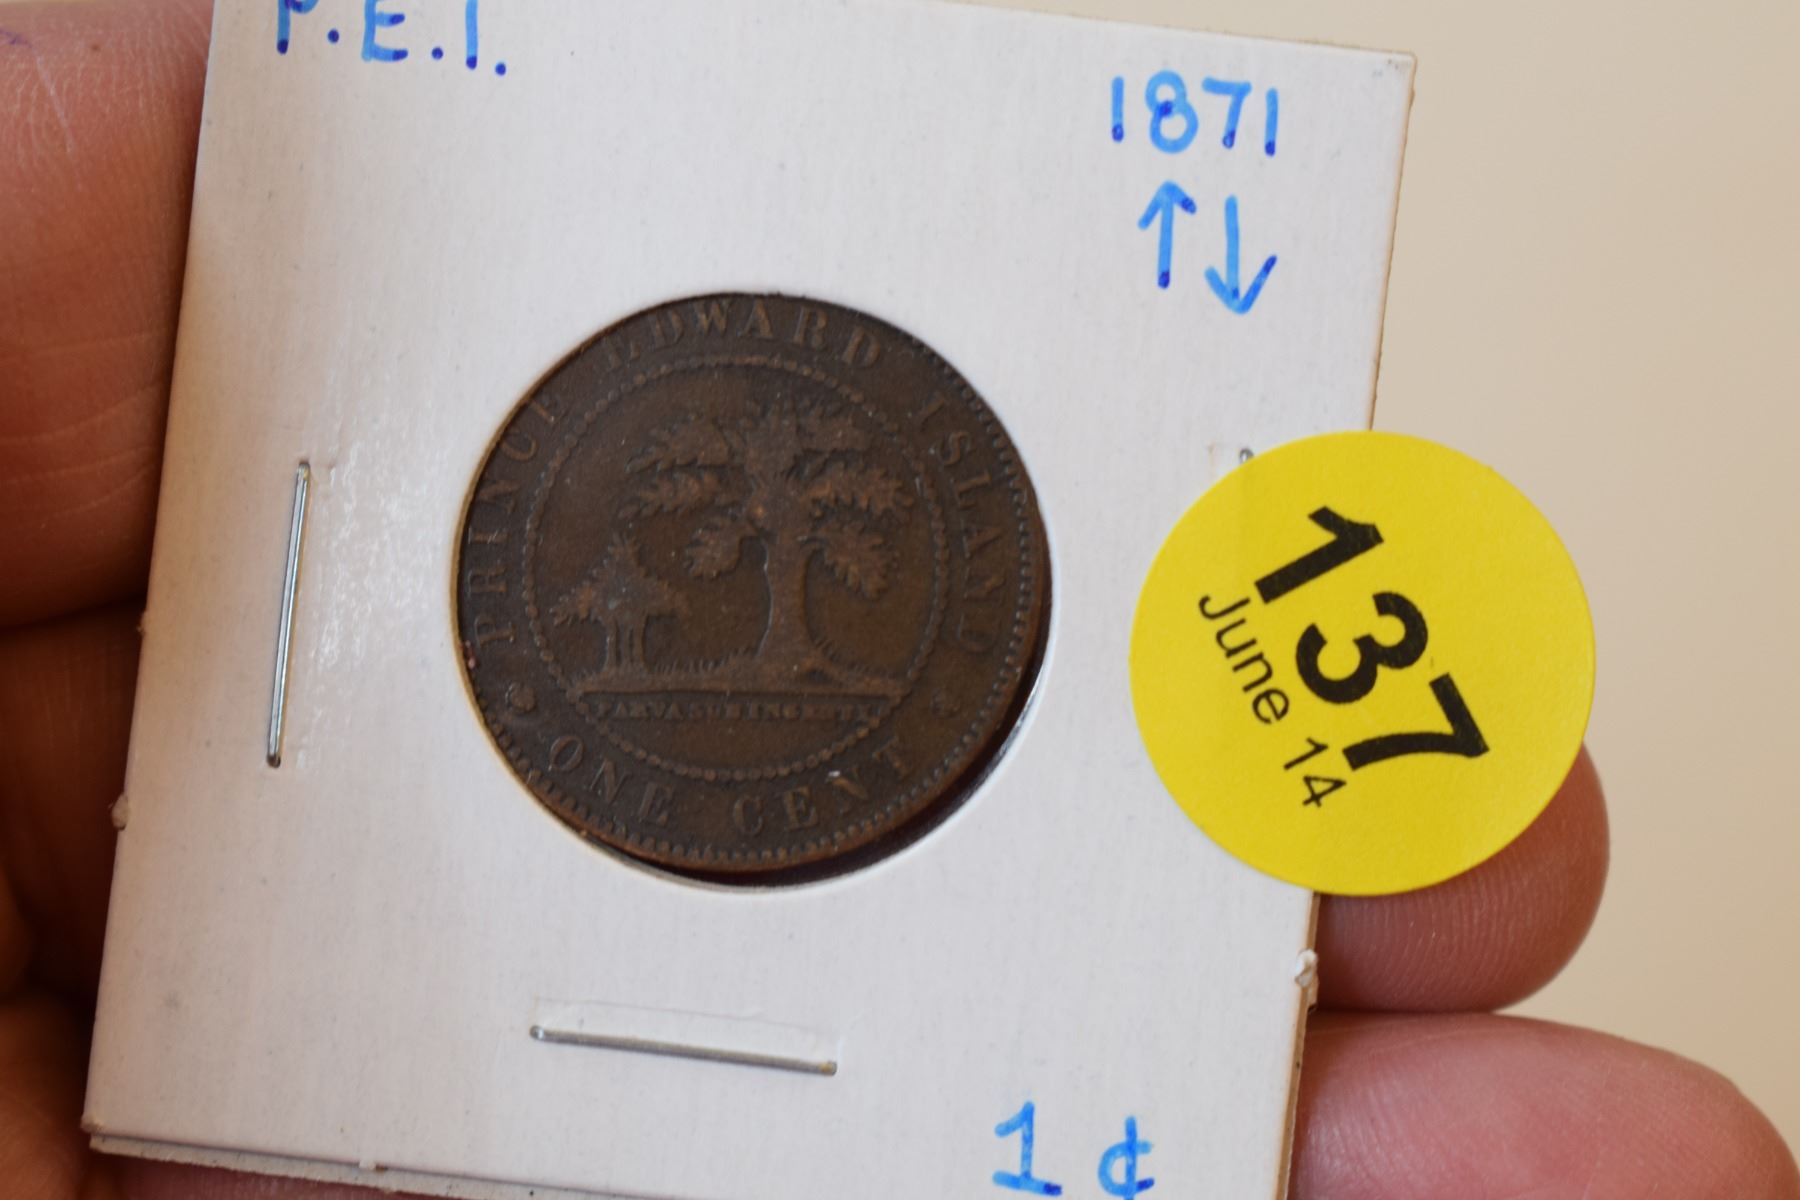 P.E.I.
1871
↑↓
PRINCE EDWARD ISLAND
PARVA SUB INGENTI
ONE CENT
137
June 14
1 ¢